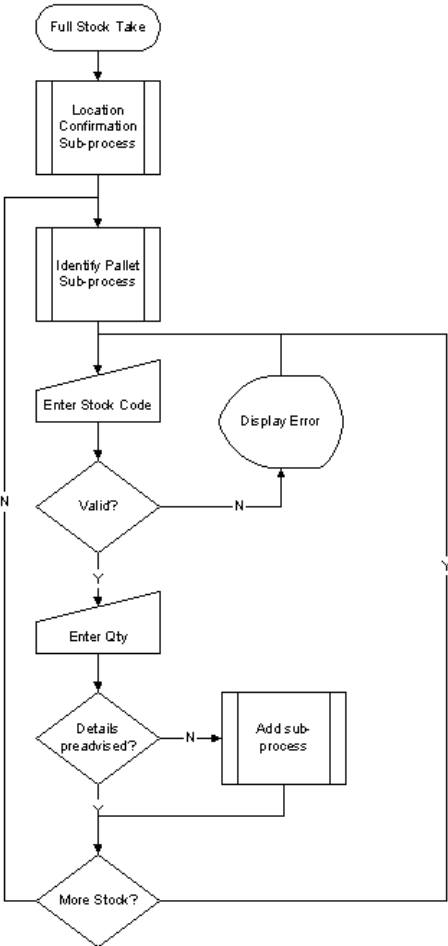 Full Stock Take
Location
Confirmation
Sub-process
Identify Pallet
Sub-process
Enter Stock Code
Display Error
Valid?
N
N
Y
Y
Enter Qty
Details
preadvised?
N
Add sub-
process
Y
More Stock?